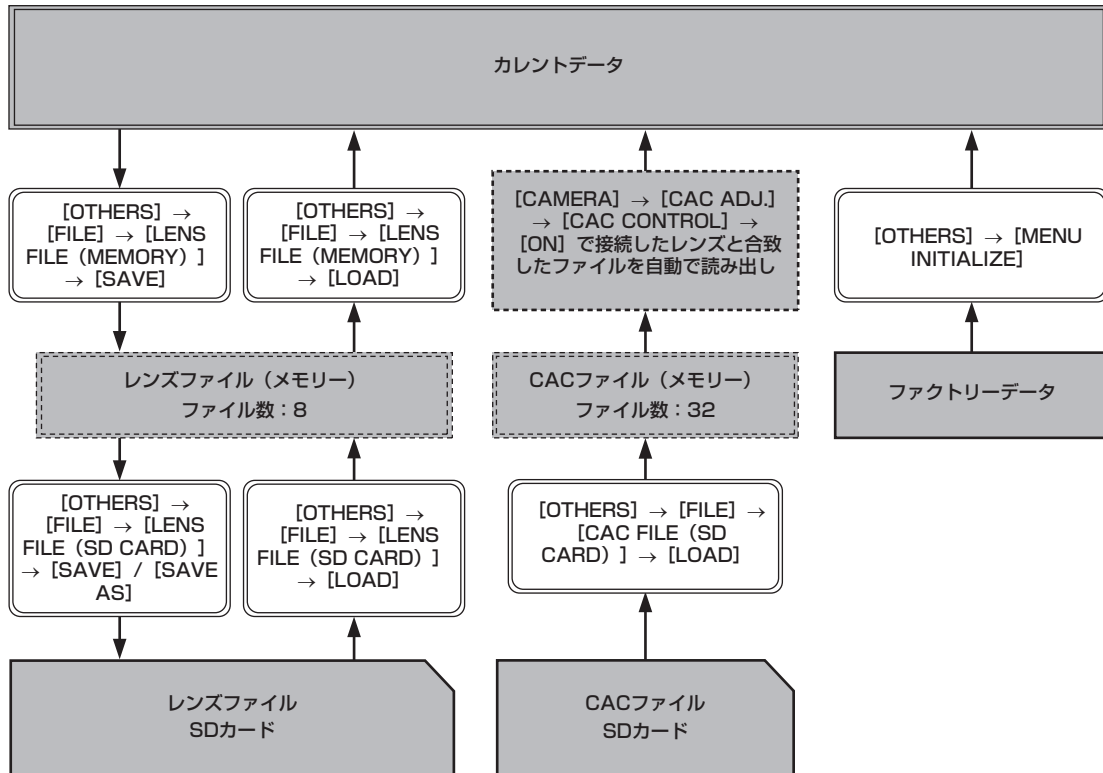 カレントデータ
[OTHERS] →
[FILE] → [LENS
FILE（MEMORY）]
→ [SAVE]
[OTHERS] →
[FILE] → [LENS
FILE（MEMORY）]
→ [LOAD]
[CAMERA] → [CAC ADJ.]
→ [CAC CONTROL] →
[ON] で接続したレンズと合致
したファイルを自動で読み出し
[OTHERS] → [MENU
INITIALIZE]
レンズファイル（メモリー）
ファイル数：8
CACファイル（メモリー）
ファイル数：32
ファクトリーデータ
[OTHERS] →
[FILE] → [LENS
FILE（SD CARD）]
→ [SAVE] / [SAVE
AS]
[OTHERS] →
[FILE] → [LENS
FILE（SD CARD）]
→ [LOAD]
[OTHERS] → [FILE] →
[CAC FILE（SD
CARD）] → [LOAD]
レンズファイル
SDカード
CACファイル
SDカード